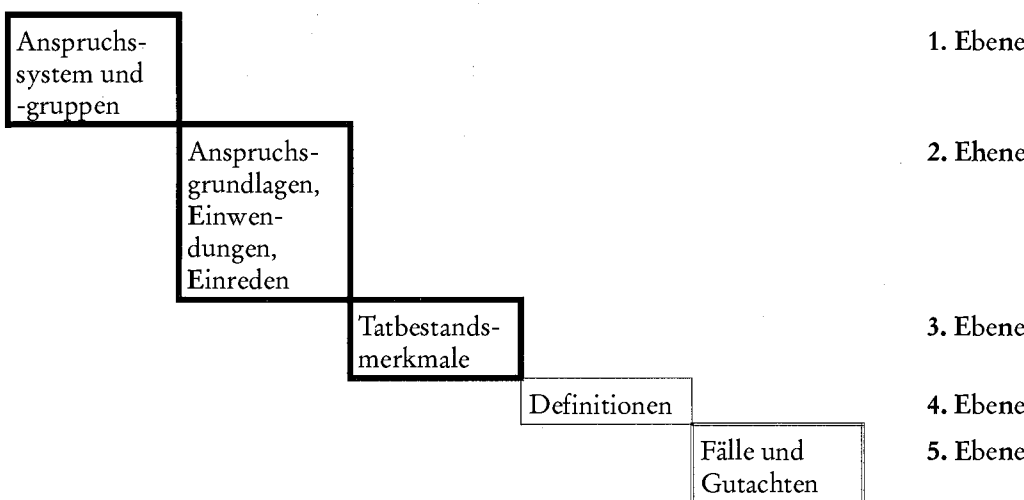 Anspruchs-
system und
-gruppen
1. Ebene
Anspruchs-
grundlagen,
Einwen-
dungen,
Einreden
2. Ehene
Tatbestands-
merkmale
3. Ebene
Definitionen
4. Ebene
Fälle und
Gutachten
5. Ebene